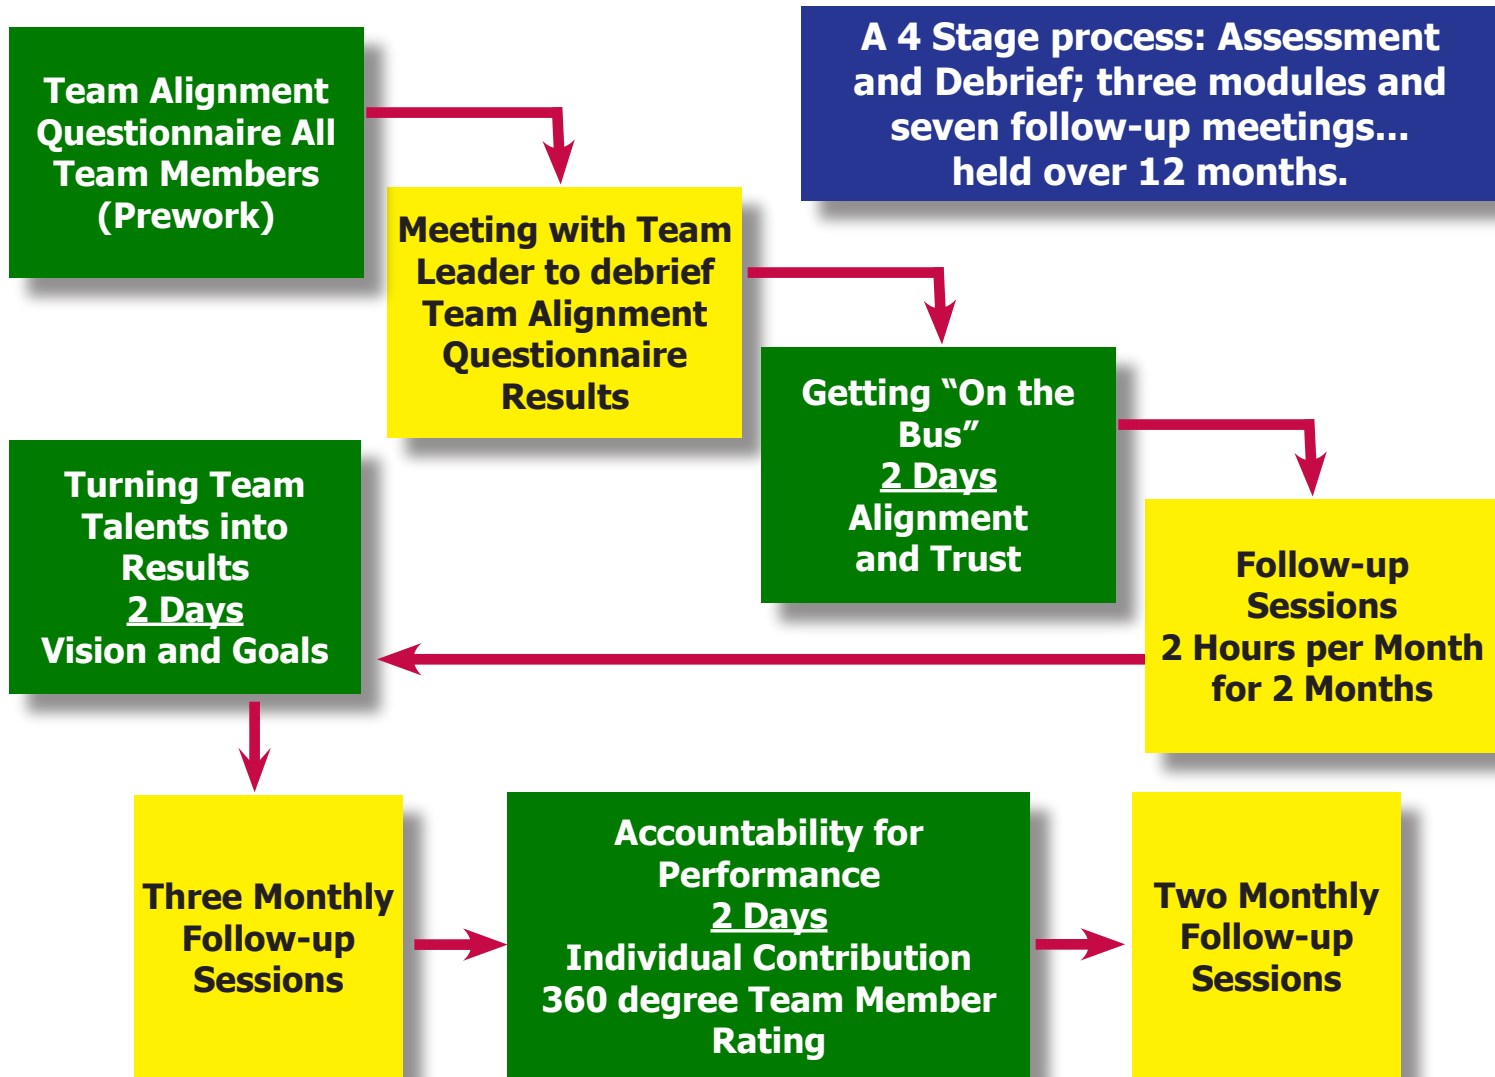 Team Alignment
Questionnaire All
Team Members
(Prework)
A 4 Stage process: Assessment
and Debrief; three modules and
seven follow-up meetings...
held over 12 months.
Meeting with Team
Leader to debrief
Team Alignment
Questionnaire
Results
Getting “On the
Bus”
2 Days
Alignment
and Trust
Follow-up
Sessions
2 Hours per Month
for 2 Months
Turning Team
Talents into
Results
2 Days
Vision and Goals
Three Monthly
Follow-up
Sessions
Accountability for
Performance
2 Days
Individual Contribution
360 degree Team Member
Rating
Two Monthly
Follow-up
Sessions